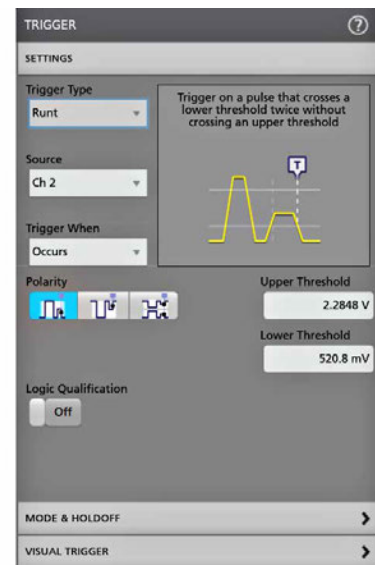 TRIGGER
?
SETTINGS
Trigger Type
Runt
Trigger on a pulse that crosses a
lower threshold twice without
crossing an upper threshold
T
Source
Ch 2
Trigger When
Occurs
Polarity
Upper Threshold
2.2848 V
Lower Threshold
520.8 mV
Logic Qualification
Off
MODE & HOLDOFF
VISUAL TRIGGER